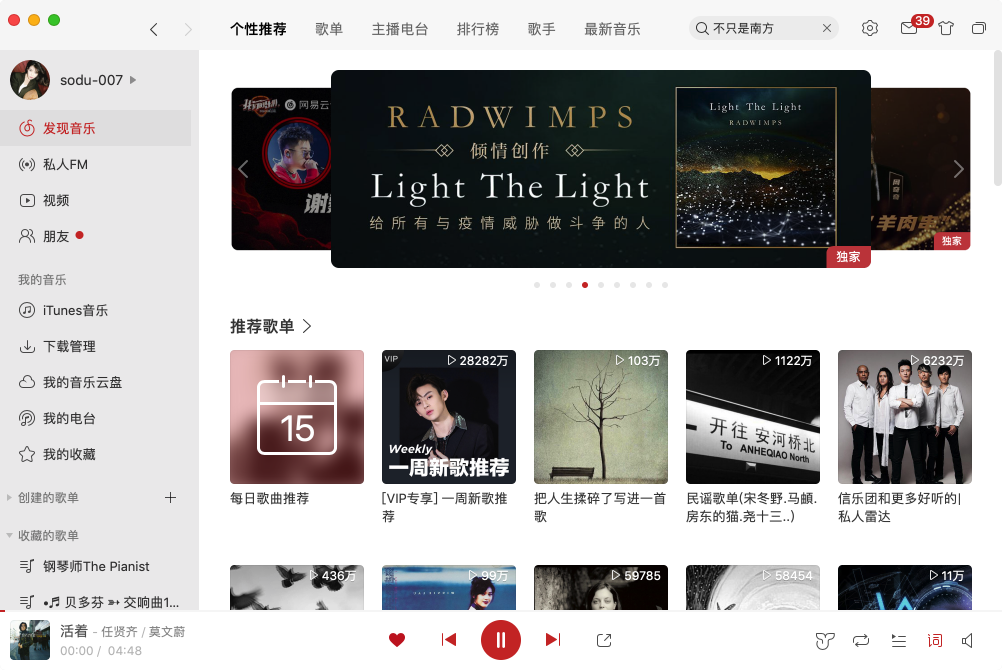 个性推荐 歌单 主播电台 排行榜 歌手 最新音乐
不只是南方
39
sodu-007
发现音乐
私人FM
视频
朋友
我的音乐
iTunes音乐
下载管理
我的音乐云盘
我的电台
我的收藏
创建的歌单
收藏的歌单
钢琴师The Pianist
贝多芬 ➳ 交响曲1...
网易云
RADWIMPS
倾情创作
Light The Light
给所有与疫情威胁做斗争的人
Light The Light
RADWIMPS
独家
羊肉串
独家
推荐歌单
15
每日歌曲推荐
VIP
28282万
Weekly
一周新歌推荐
[VIP专享] 一周新歌推
荐
103万
把人生揉碎了写进一首
歌
1122万
开往 安河桥北
To ANHEQIAO North
民谣歌单(宋冬野.马頔.
房东的猫.尧十三..)
6232万
信乐团和更多好听的|
私人雷达
436万
99万
59785
58454
11万
活着 - 任贤齐 / 莫文蔚
00:00 / 04:48
词